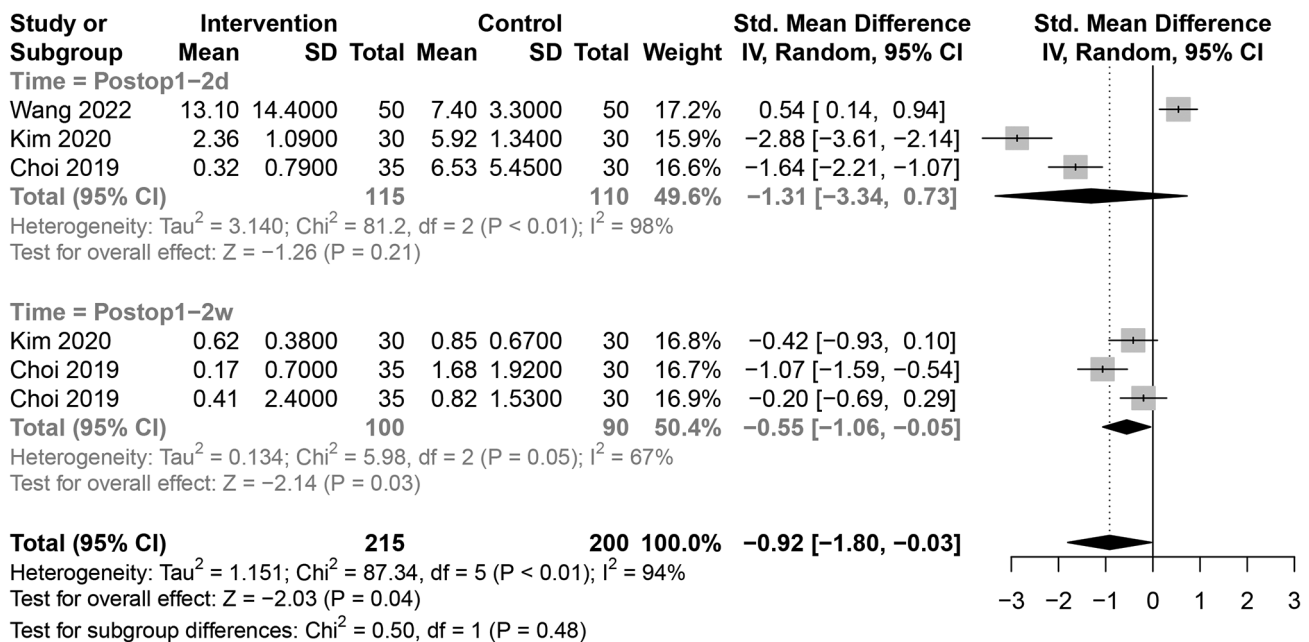 Study or Intervention Control Std. Mean Difference Std. Mean Difference
Subgroup Mean SD Total Mean SD Total Weight IV, Random, 95% CI IV, Random, 95% CI
Time = Postop1−2d
Wang 2022 13.10 14.4000 50 7.40 3.3000 50 17.2% 0.54 [ 0.14, 0.94]
Kim 2020 2.36 1.0900 30 5.92 1.3400 30 15.9% −2.88 [−3.61, −2.14]
Choi 2019 0.32 0.7900 35 6.53 5.4500 30 16.6% −1.64 [−2.21, −1.07]
Total (95% CI) 115 110 49.6% −1.31 [−3.34, 0.73]
Heterogeneity: Tau² = 3.140; Chi² = 81.2, df = 2 (P < 0.01); I² = 98%
Test for overall effect: Z = −1.26 (P = 0.21)
Time = Postop1−2w
Kim 2020 0.62 0.3800 30 0.85 0.6700 30 16.8% −0.42 [−0.93, 0.10]
Choi 2019 0.17 0.7000 35 1.68 1.9200 30 16.7% −1.07 [−1.59, −0.54]
Choi 2019 0.41 2.4000 35 0.82 1.5300 30 16.9% −0.20 [−0.69, 0.29]
Total (95% CI) 100 90 50.4% −0.55 [−1.06, −0.05]
Heterogeneity: Tau² = 0.134; Chi² = 5.98, df = 2 (P = 0.05); I² = 67%
Test for overall effect: Z = −2.14 (P = 0.03)
Total (95% CI) 215 200 100.0% −0.92 [−1.80, −0.03]
Heterogeneity: Tau² = 1.151; Chi² = 87.34, df = 5 (P < 0.01); I² = 94%
Test for overall effect: Z = −2.03 (P = 0.04)
Test for subgroup differences: Chi² = 0.50, df = 1 (P = 0.48)
−3 −2 −1 0 1 2 3